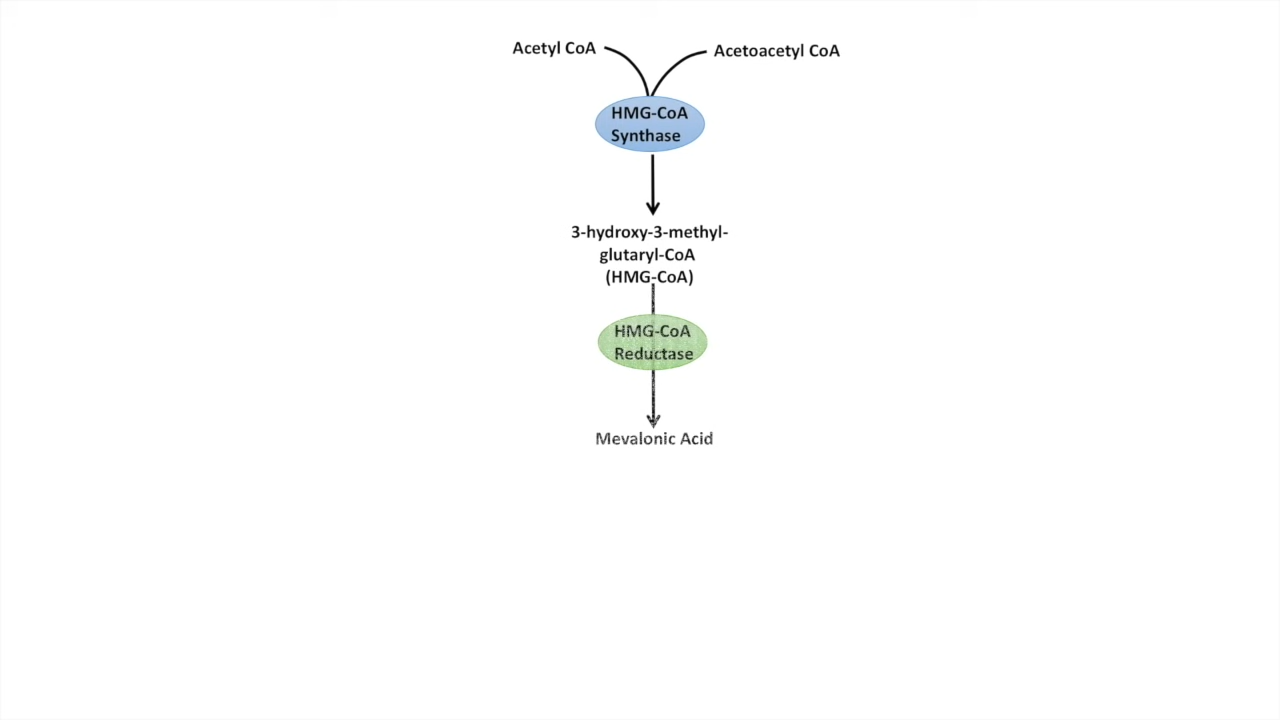 Acetyl CoA
Acetoacetyl CoA
HMG-CoA
Synthase
3-hydroxy-3-methyl-
glutaryl-CoA
(HMG-CoA)
HMG-CoA
Reductase
Mevalonic Acid